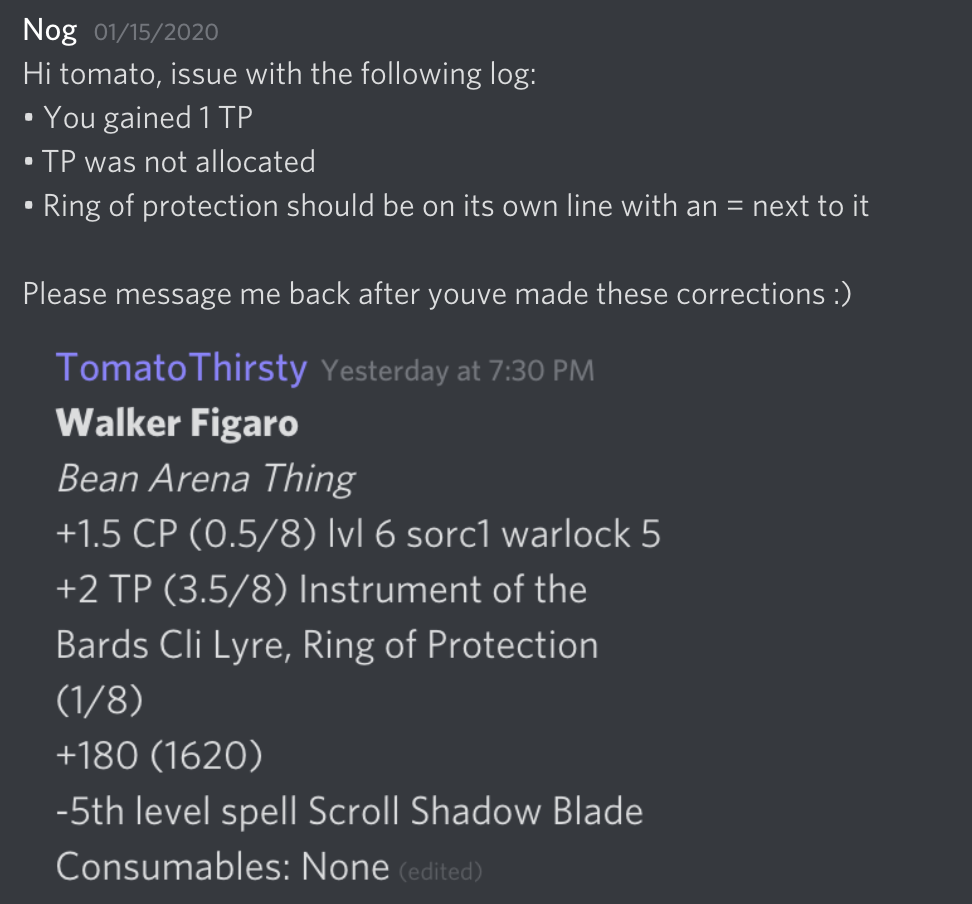 Nog 01/15/2020
Hi tomato, issue with the following log:
• You gained 1 TP
• TP was not allocated
• Ring of protection should be on its own line with an = next to it
Please message me back after youve made these corrections :)
TomatoThirsty Yesterday at 7:30 PM
Walker Figaro
Bean Arena Thing
+1.5 CP (0.5/8) lvl 6 sorc1 warlock 5
+2 TP (3.5/8) Instrument of the
Bards Cli Lyre, Ring of Protection
(1/8)
+180 (1620)
-5th level spell Scroll Shadow Blade
Consumables: None (edited)